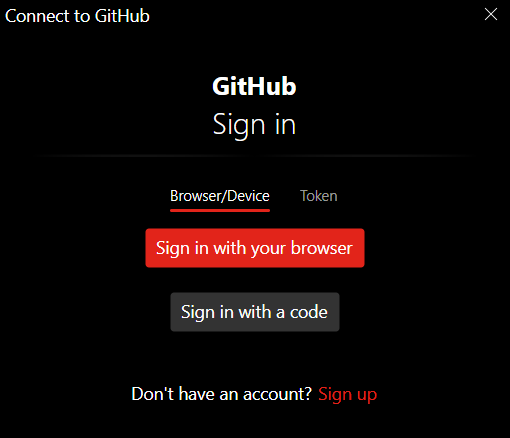 Connect to GitHub
GitHub
Sign in
Browser/Device Token
Sign in with your browser
Sign in with a code
Don't have an account? Sign up